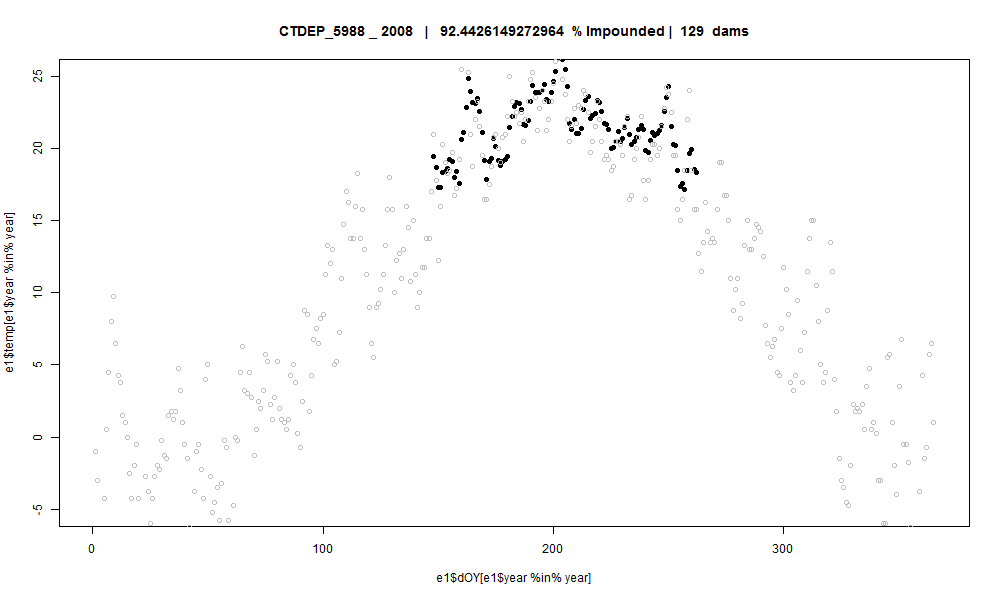 CTDEP_5988 _ 2008 | 92.4426149272964 % Impounded | 129 dams
e1$temp[e1$year %in% year]
25
20
15
10
5
0
-5
0 100 200 300
e1$dOY[e1$year %in% year]